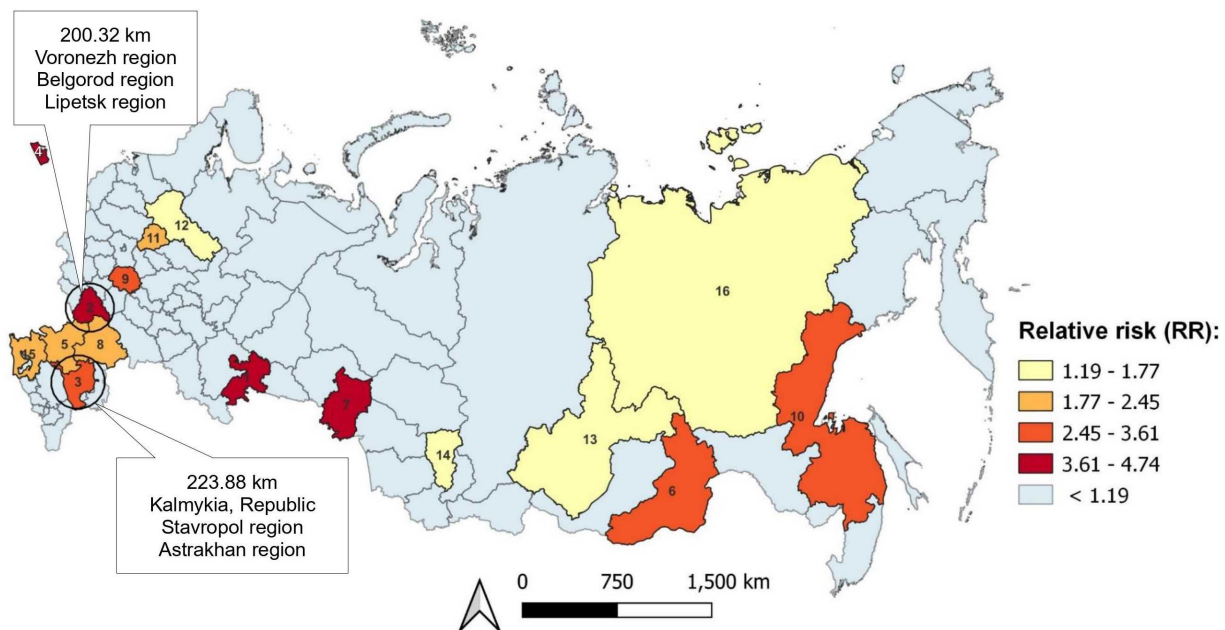 200.32 km
Voronezh region
Belgorod region
Lipetsk region
4
12
11
9
2
5
8
15
3
7
14
16
13
10
6
223.88 km
Kalmykia, Republic
Stavropol region
Astrakhan region
0 750 1,500 km
Relative risk (RR):
1.19 - 1.77
1.77 - 2.45
2.45 - 3.61
3.61 - 4.74
< 1.19